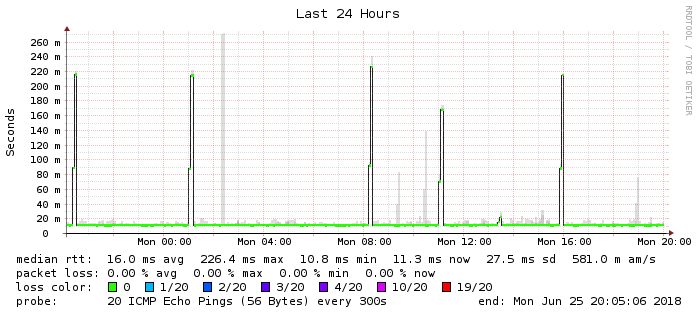 Last 24 Hours
RRDTOOL / TOBI OETIKER
Seconds
260 m
240 m
220 m
200 m
180 m
160 m
140 m
120 m
100 m
80 m
60 m
40 m
20 m
0
Mon 00:00 Mon 04:00 Mon 08:00 Mon 12:00 Mon 16:00 Mon 20:00
median rtt: 16.0 ms avg 226.4 ms max 10.8 ms min 11.3 ms now 27.5 ms sd 581.0 m am/s
packet loss: 0.00 % avg 0.00 % max 0.00 % min 0.00 % now
loss color: 0 1/20 2/20 3/20 4/20 10/20 19/20
probe: 20 ICMP Echo Pings (56 Bytes) every 300s end: Mon Jun 25 20:05:06 2018